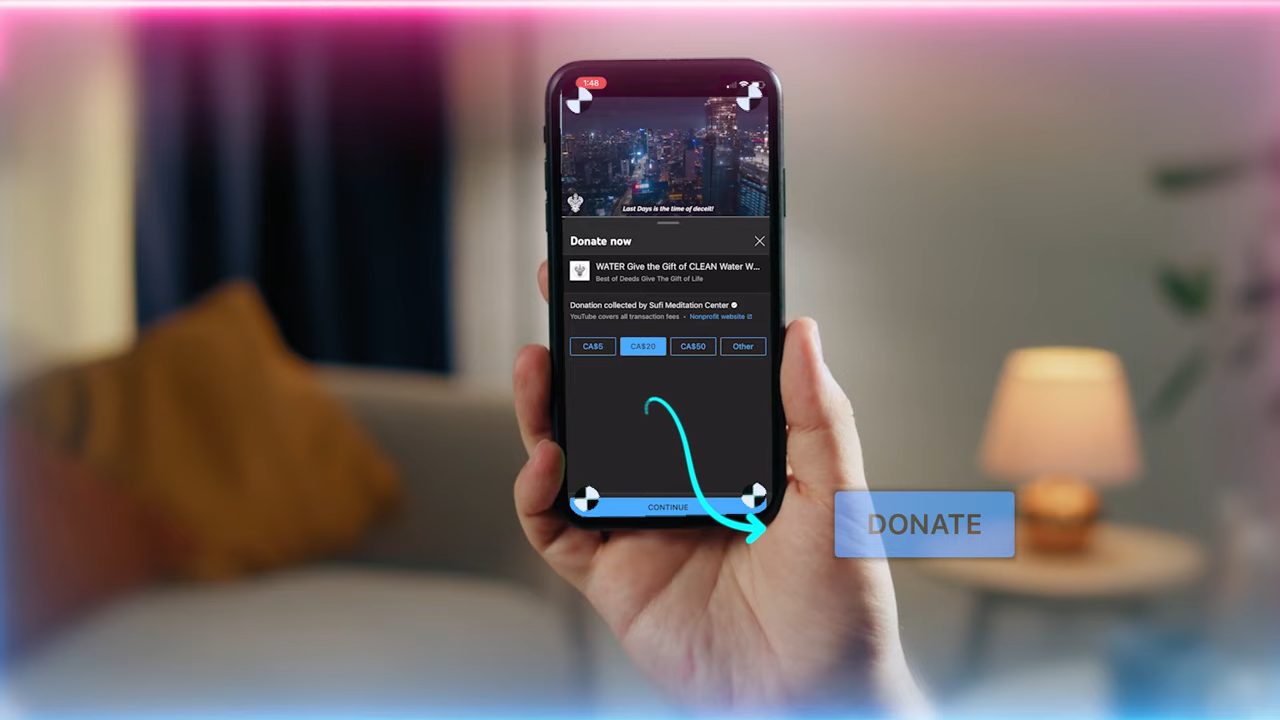 1:48
Last Days is the time of deceit!
Donate now
WATER Give the Gift of CLEAN Water W...
Best of Deeds Give The Gift of Life
Donation collected by Sufi Meditation Center
YouTube covers all transaction fees • Nonprofit website
CA$5 CA$20 CA$50 Other
CONTINUE
DONATE